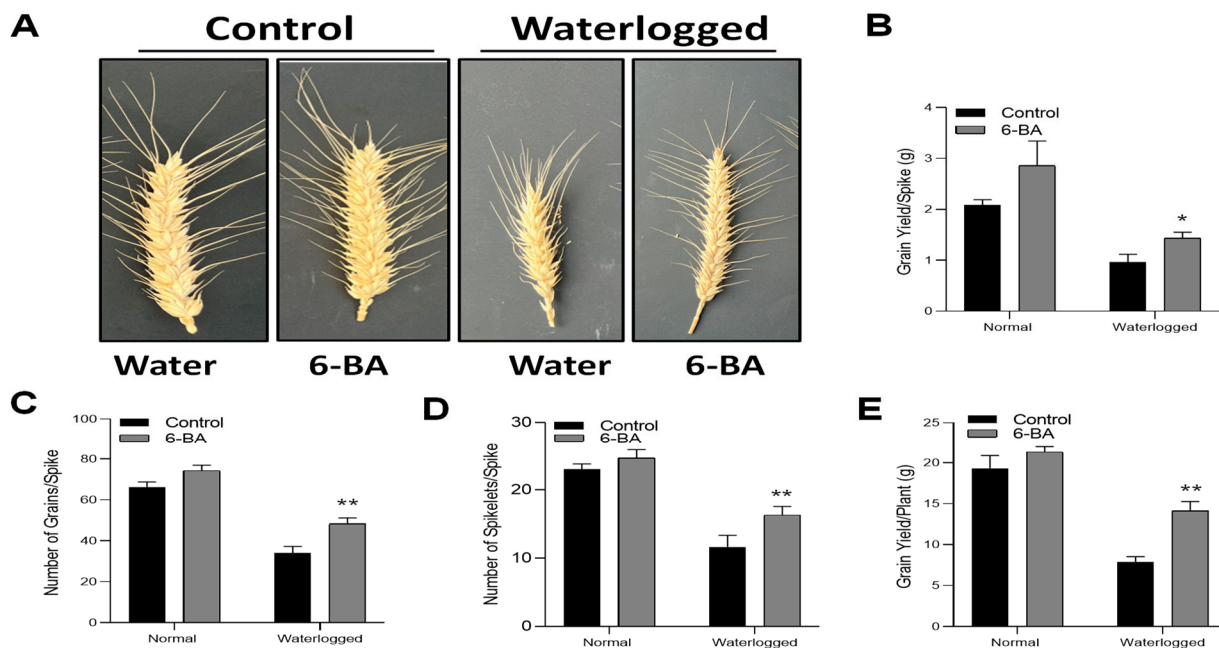 A
Control
Waterlogged
Water
6-BA
Water
6-BA
B
Grain Yield/Spike (g)
4
3
2
1
0
Control
6-BA
*
Normal
Waterlogged
C
Number of Grains/Spike
100
80
60
40
20
0
Control
6-BA
**
Normal
Waterlogged
D
Number of Spikelets/Spike
30
20
10
0
Control
6-BA
**
Normal
Waterlogged
E
Grain Yield/Plant (g)
25
20
15
10
5
0
Control
6-BA
**
Normal
Waterlogged